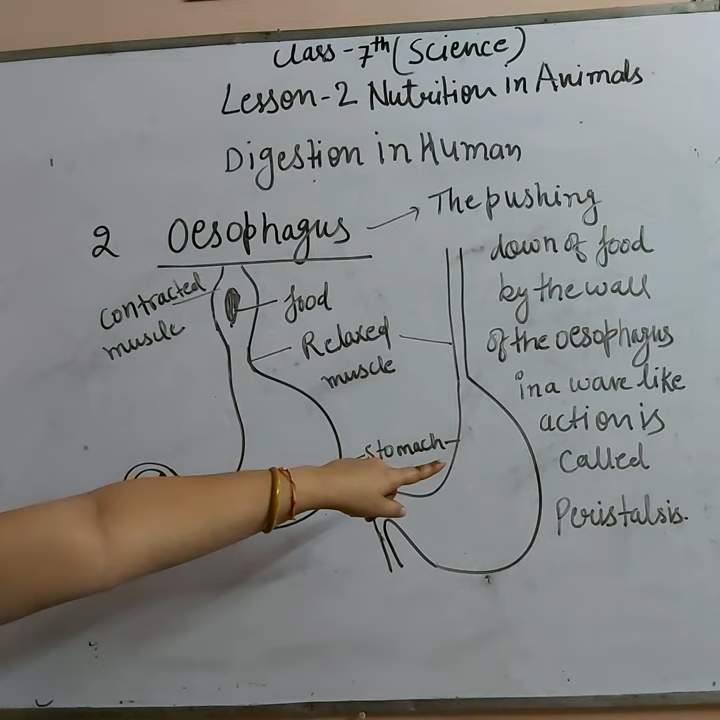 Class-7th (Science)
Lesson-2 Nutrition in Animals
Digestion in Human
2 Oesophagus
The pushing
down of food
by the wall
of the oesophagus
in a wave like
action is
called
Peristalsis.
contracted
muscle
food
Relaxed
muscle
stomach